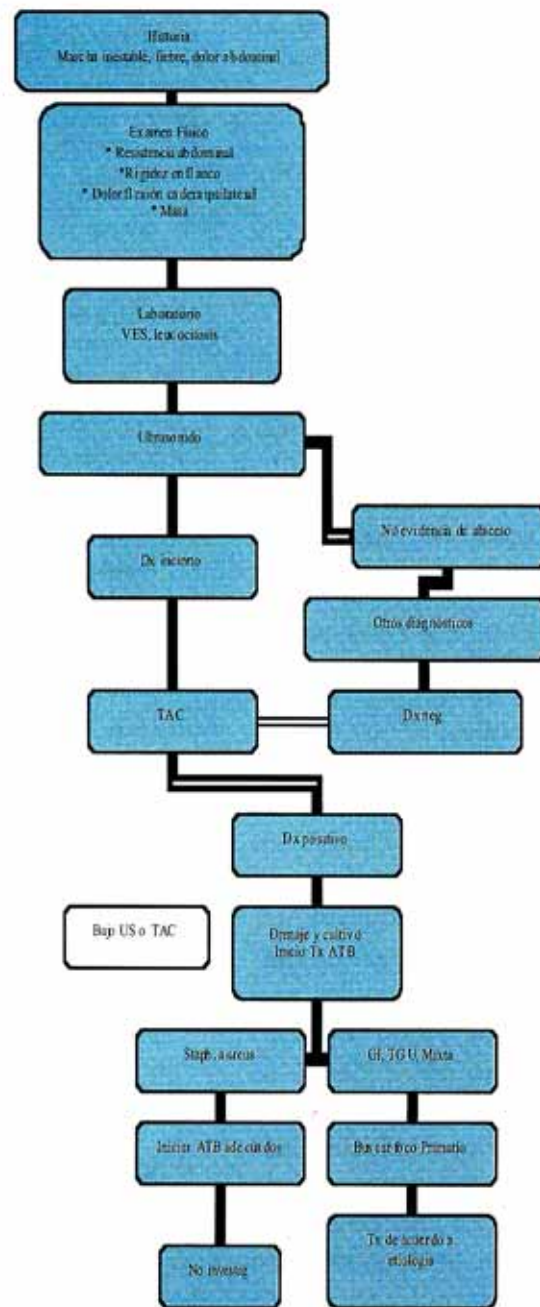 Historia
Marcha inestable, fiebre, dolor abdominal
Examen Físico
* Resistencia abdominal
*Rigidez en flanco
* Dolor flexión cadera ipsilateral
* Masa
Laboratorio
VES, leucocitosis
Ultrasonido
No evidencia de absceso
Dx incierto
Otros diagnósticos
TAC
Dx neg
Dx positivo
Bajo US o TAC
Drenaje y cultivo
Inicio Tx ATB
Staph. aureus
GI, TGU, Mixta
Iniciar ATB adecuados
Buscar foco Primario
No investig
Tx de acuerdo a
etiología